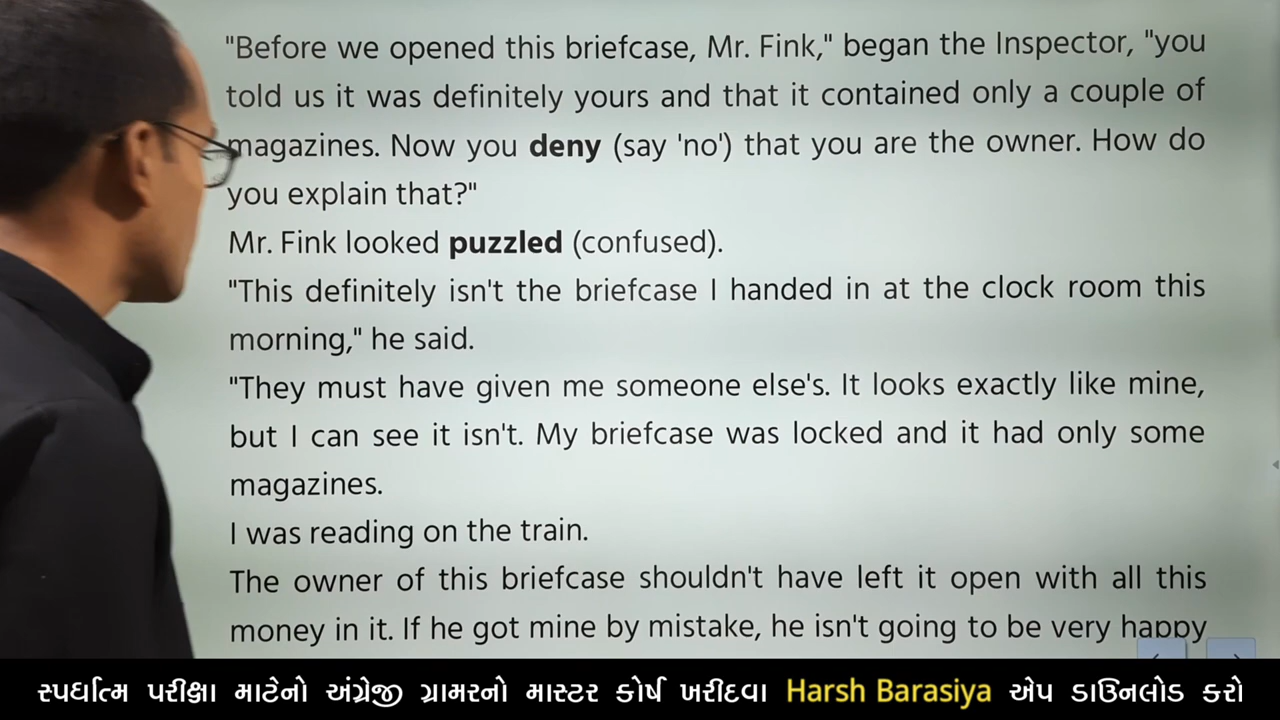 "Before we opened this briefcase, Mr. Fink," began the Inspector, "you
told us it was definitely yours and that it contained only a couple of
magazines. Now you deny (say 'no') that you are the owner. How do
you explain that?"
Mr. Fink looked puzzled (confused).
"This definitely isn't the briefcase I handed in at the clock room this
morning," he said.
"They must have given me someone else's. It looks exactly like mine,
but I can see it isn't. My briefcase was locked and it had only some
magazines.
I was reading on the train.
The owner of this briefcase shouldn't have left it open with all this
money in it. If he got mine by mistake, he isn't going to be very happy
સ્પર્ધાત્મ પરીક્ષા માટેનો અંગ્રેજી ગ્રામરનો માસ્ટર કોર્ષ ખરીદવા Harsh Barasiya એપ ડાઉનલોડ કરો